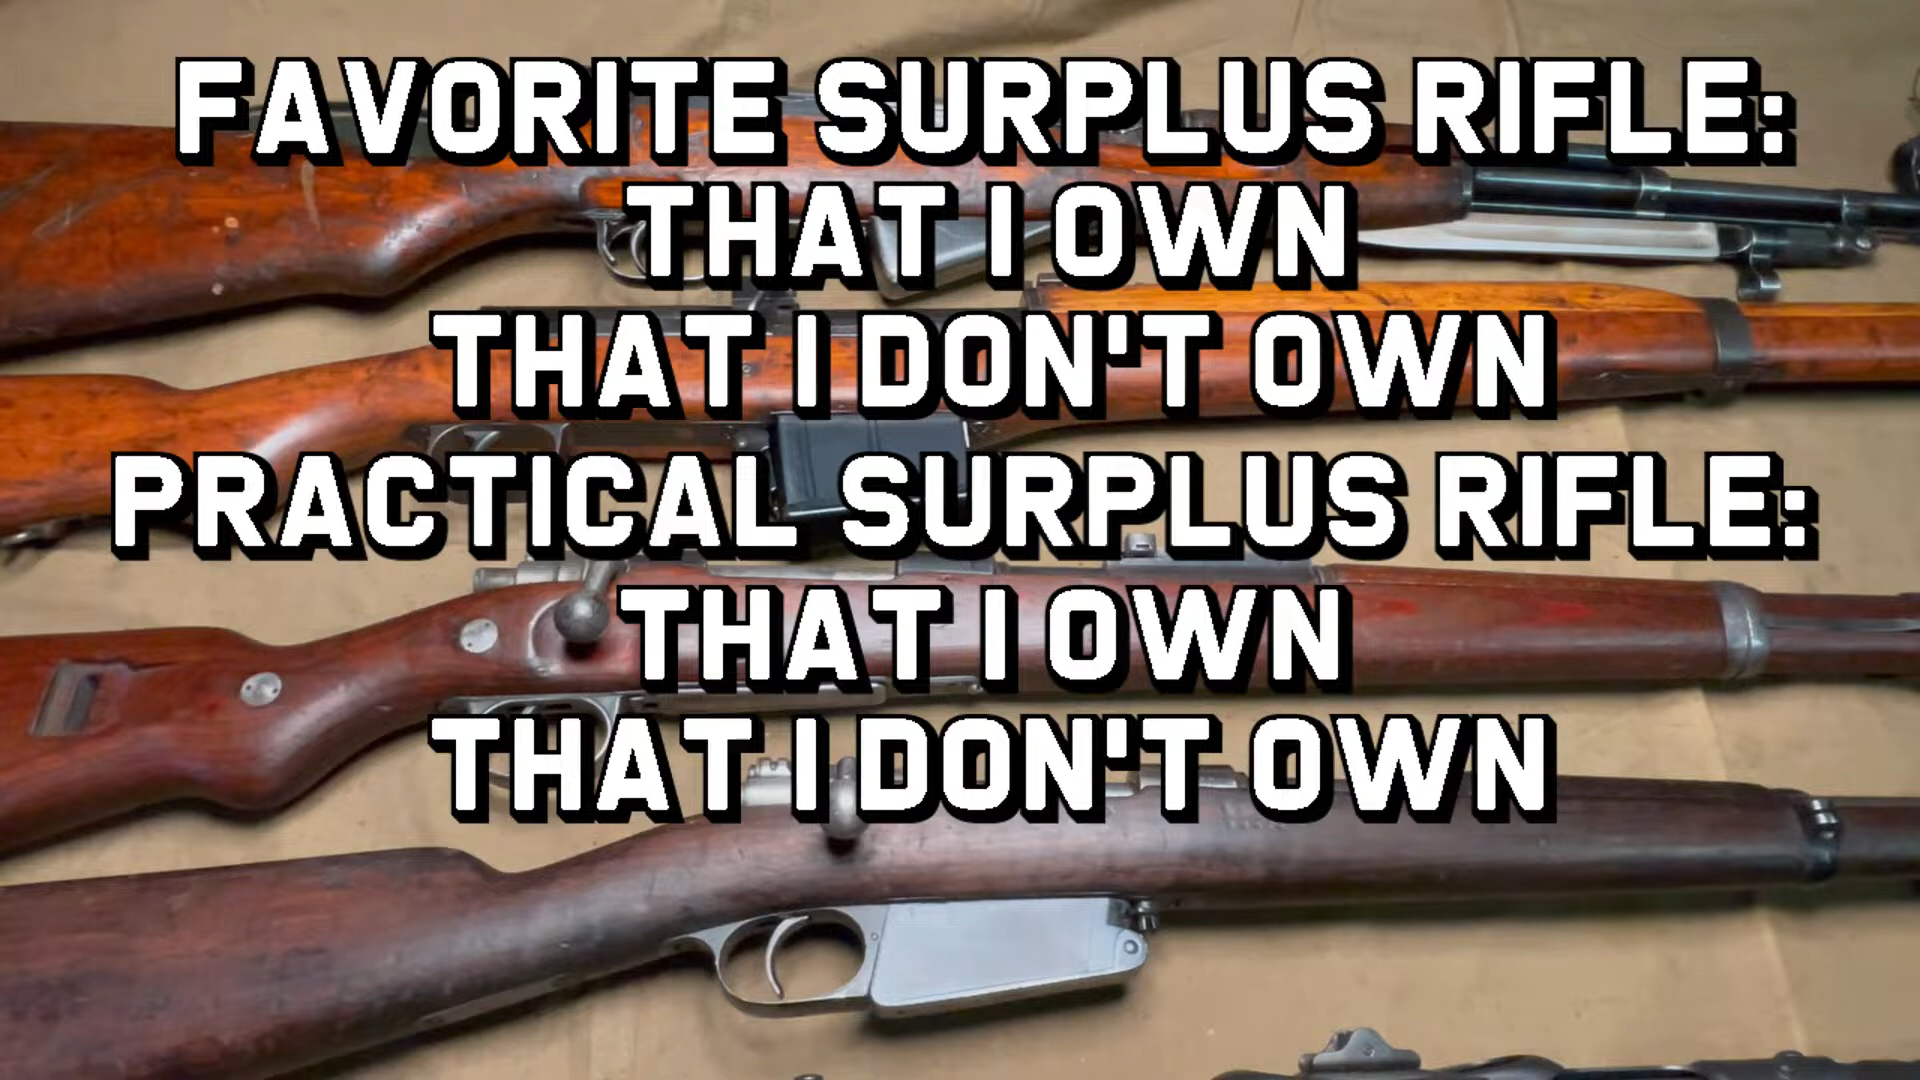 FAVORITE SURPLUS RIFLE:
THAT I OWN
THAT I DON'T OWN
PRACTICAL SURPLUS RIFLE:
THAT I OWN
THAT I DON'T OWN